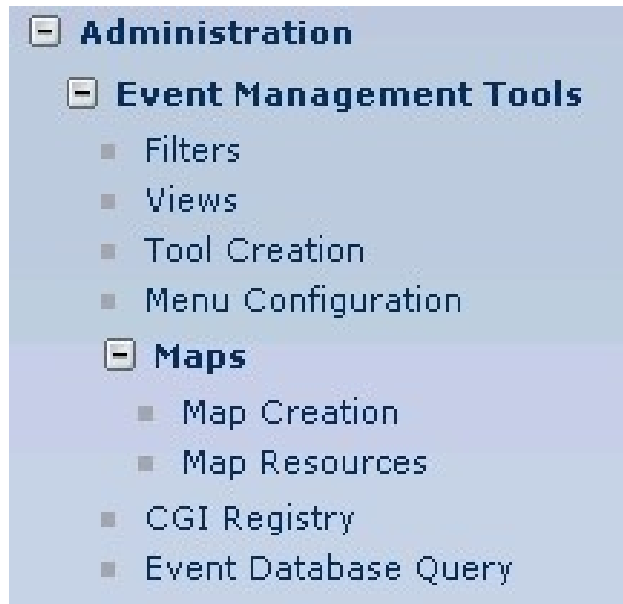 Administration
Event Management Tools
Filters
Views
Tool Creation
Menu Configuration
Maps
Map Creation
Map Resources
CGI Registry
Event Database Query